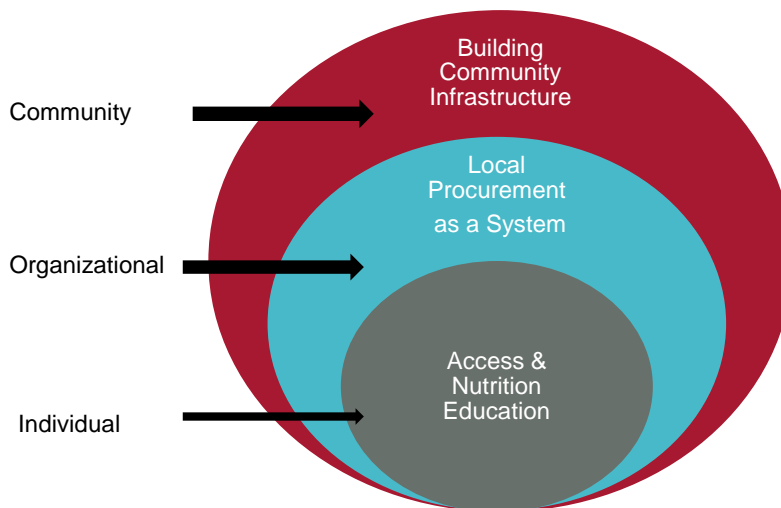 Building
Community
Infrastructure
Community
Local
Procurement
as a System
Organizational
Access &
Nutrition
Education
Individual